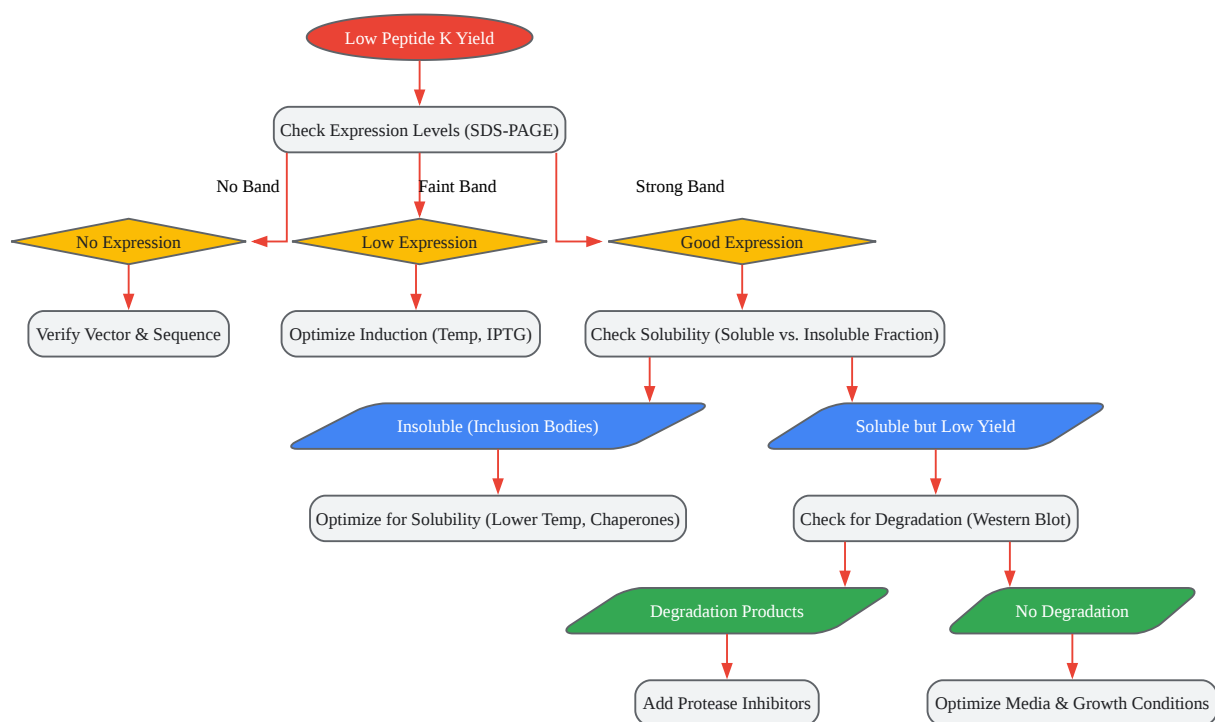 Low Peptide K Yield
Check Expression Levels (SDS-PAGE)
No Band
Faint Band
Strong Band
No Expression
Low Expression
Good Expression
Verify Vector & Sequence
Optimize Induction (Temp, IPTG)
Check Solubility (Soluble vs. Insoluble Fraction)
Insoluble (Inclusion Bodies)
Soluble but Low Yield
Optimize for Solubility (Lower Temp, Chaperones)
Check for Degradation (Western Blot)
Degradation Products
No Degradation
Add Protease Inhibitors
Optimize Media & Growth Conditions